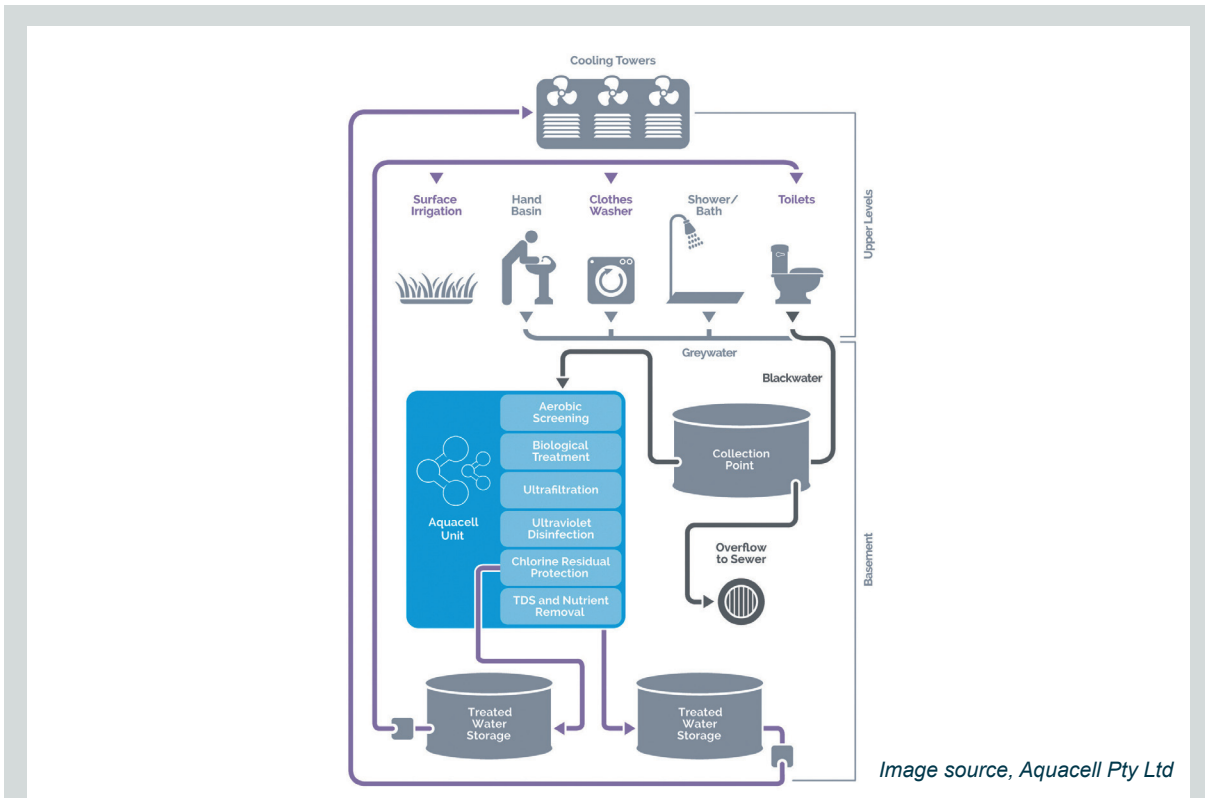 Cooling Towers
Surface
Irrigation
Hand
Basin
Clothes
Washer
Shower/
Bath
Toilets
Upper Levels
Greywater
Blackwater
Aerobic
Screening
Biological
Treatment
Ultrafiltration
Ultraviolet
Disinfection
Chlorine Residual
Protection
TDS and Nutrient
Removal
Aquacell
Unit
Collection
Point
Overflow
to Sewer
Basement
Treated
Water
Storage
Treated
Water
Storage
Image source, Aquacell Pty Ltd